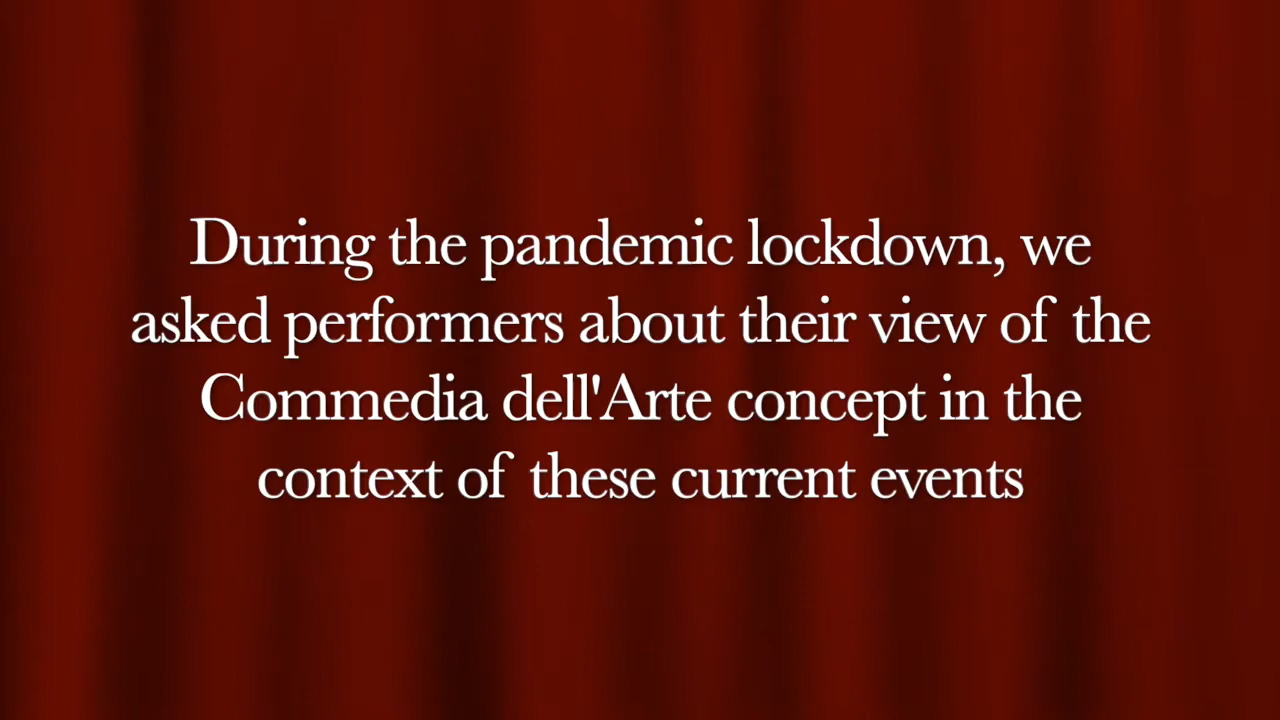 During the pandemic lockdown, we
asked performers about their view of the
Commedia dell'Arte concept in the
context of these current events